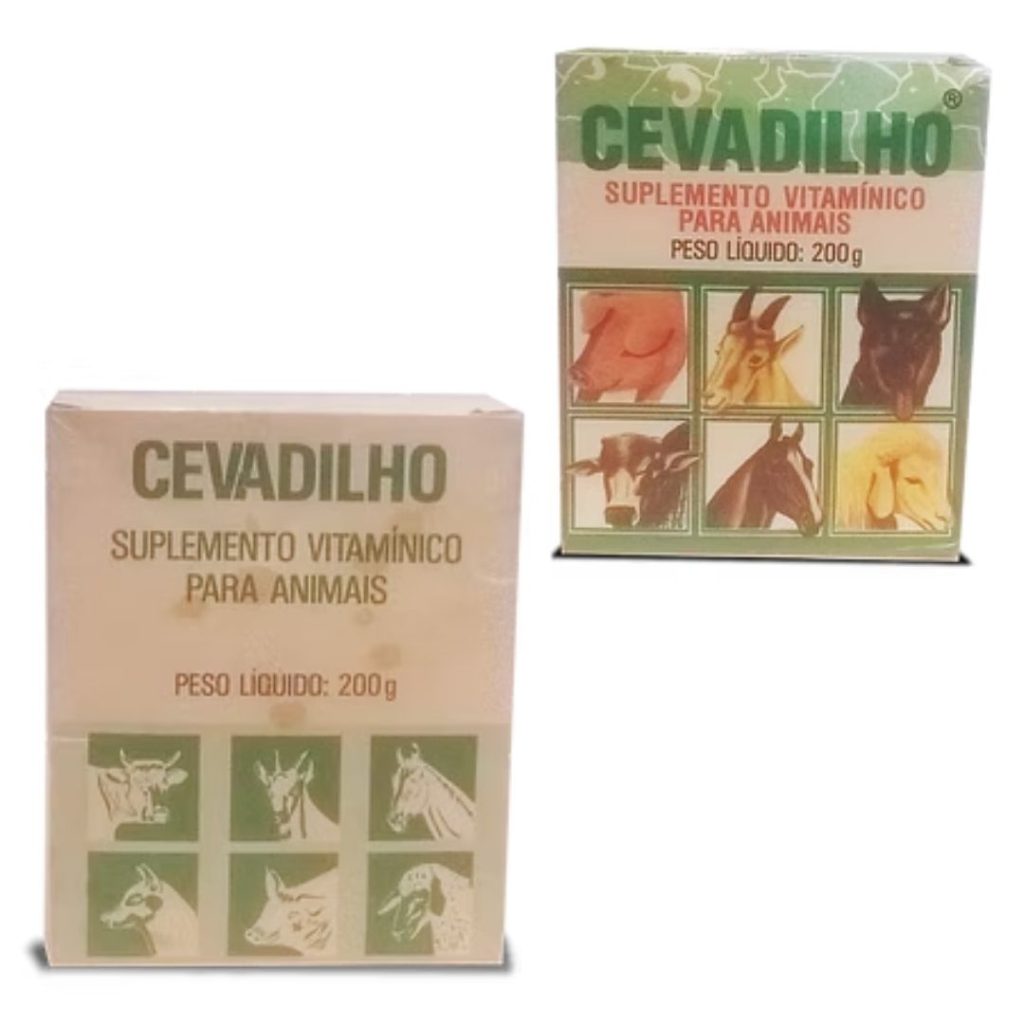 CEVADILHO®
SUPLEMENTO VITAMÍNICO
PARA ANIMAIS
PESO LÍQUIDO: 200g
CEVADILHO
SUPLEMENTO VITAMÍNICO
PARA ANIMAIS
PESO LÍQUIDO: 200g